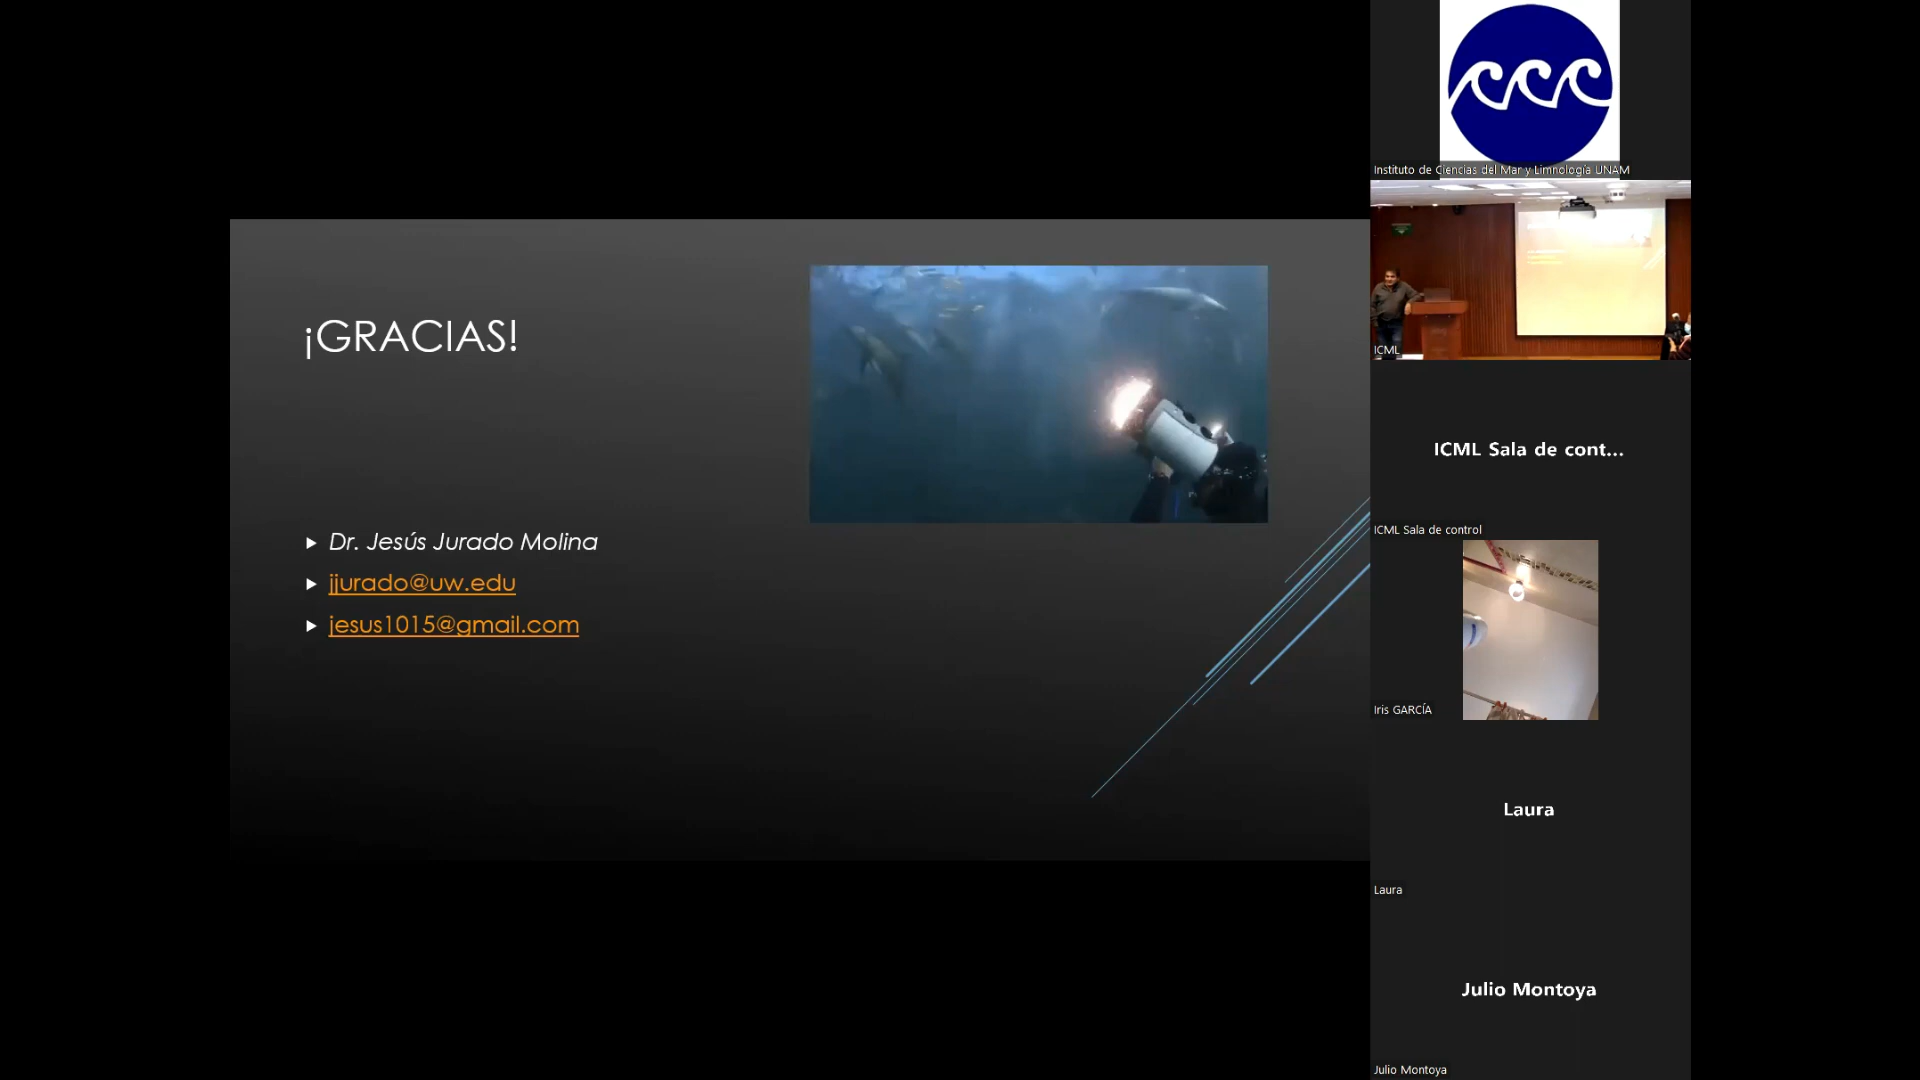 ¡GRACIAS!
Dr. Jesús Jurado Molina
jjurado@uw.edu
jesus1015@gmail.com
Instituto de Ciencias del Mar y Limnología UNAM
ICML
ICML Sala de cont...
ICML Sala de control
Iris GARCÍA
Laura
Laura
Julio Montoya
Julio Montoya